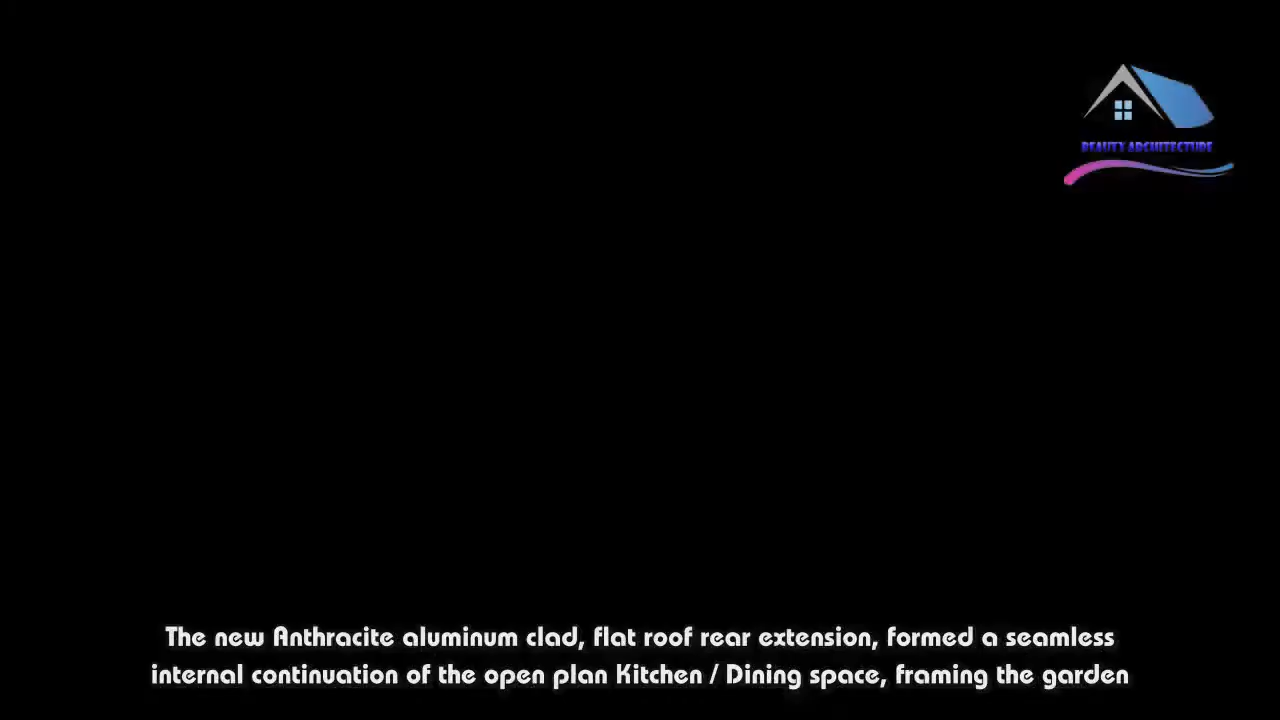 BEAUTY ARCHITECTURE
The new Anthracite aluminum clad, flat roof rear extension, formed a seamless
internal continuation of the open plan Kitchen / Dining space, framing the garden